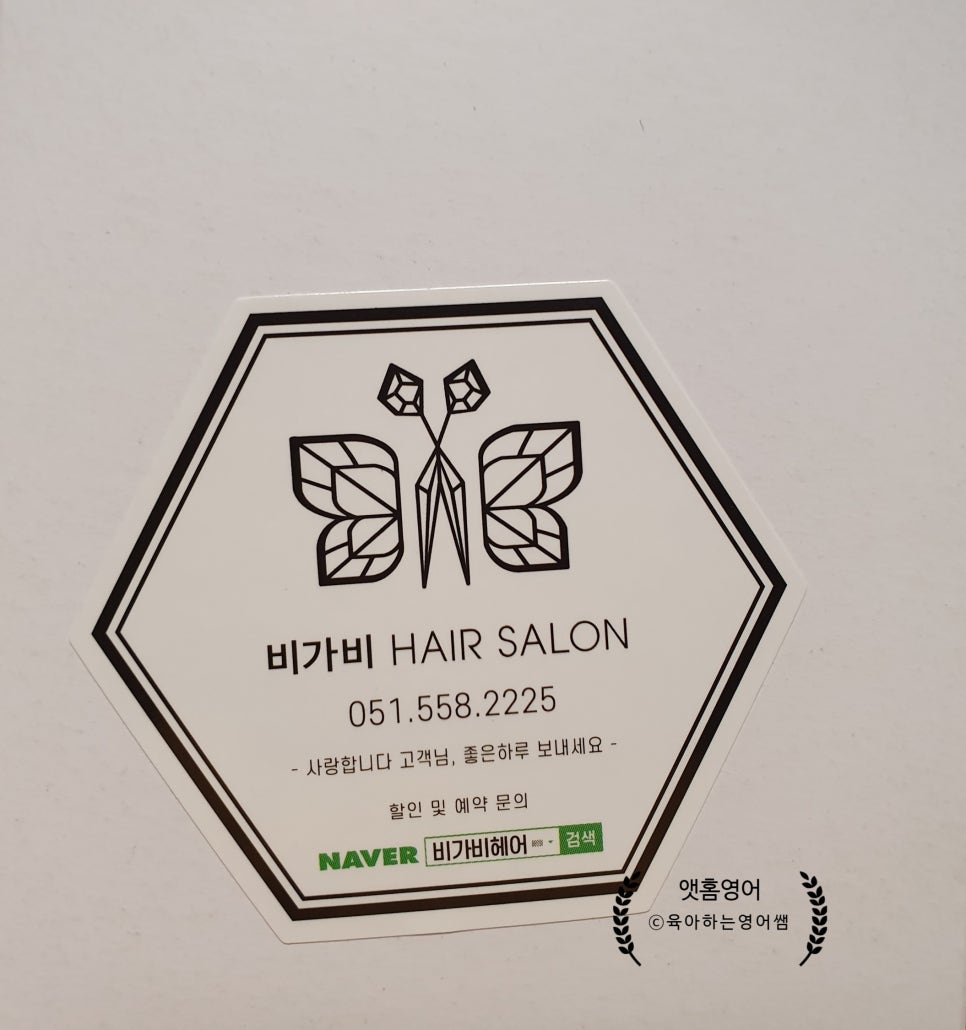 비가비 HAIR SALON
051.558.2225
- 사랑합니다 고객님, 좋은하루 보내세요 -
할인 및 예약 문의
NAVER 비가비헤어 검색
앳홈영어
ⓒ육아하는영어쌤